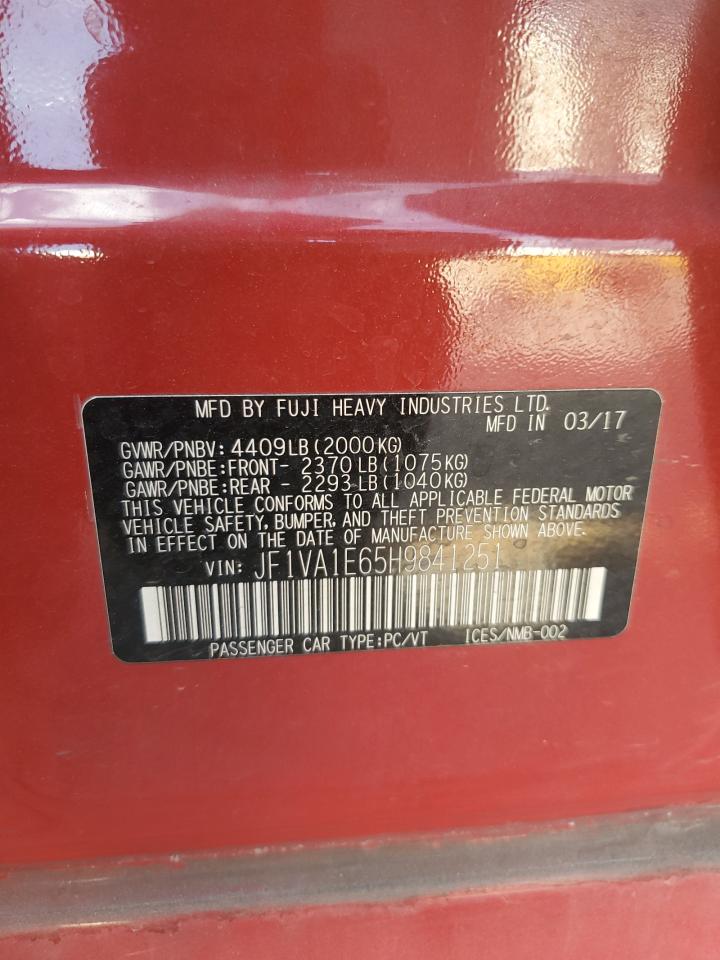 MFD BY FUJI HEAVY INDUSTRIES LTD.
MFD IN 03/17
GVWR/PNBV: 4409LB(2000KG)
GAWR/PNBE:FRONT- 2370LB(1075KG)
GAWR/PNBE:REAR - 2293LB(1040KG)
THIS VEHICLE CONFORMS TO ALL APPLICABLE FEDERAL MOTOR
VEHICLE SAFETY, BUMPER, AND THEFT PREVENTION STANDARDS
IN EFFECT ON THE DATE OF MANUFACTURE SHOWN ABOVE.
VIN: JF1VA1E65H9841251
PASSENGER CAR TYPE:PC/VT ICES/NMB-002